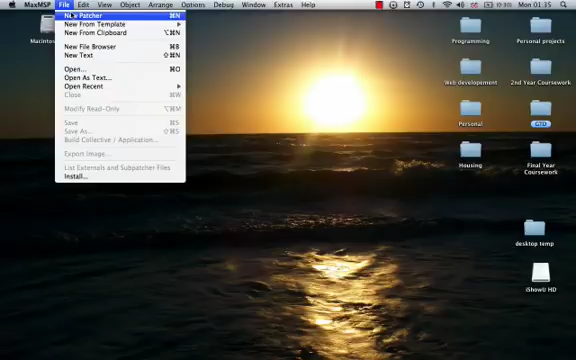 MaxMSP File Edit View Object Arrange Options Debug Window Extras Help Mon 01:35
New Patcher ⌘N
New From Template
New From Clipboard ⌥⌘N
New File Browser ⌘B
New Text ⇧⌘N
Open... ⌘O
Open As Text...
Open Recent
Close ⌘W
Modify Read-Only ⌥⌘M
Save ⌘S
Save As... ⇧⌘S
Build Collective / Application...
Export Image...
List Externals and Subpatcher Files
Install...
Macintos
Programming
Personal projects
Web developement
2nd Year Coursework
Personal
GTD
Housing
Final Year
Coursework
desktop temp
iShowU HD